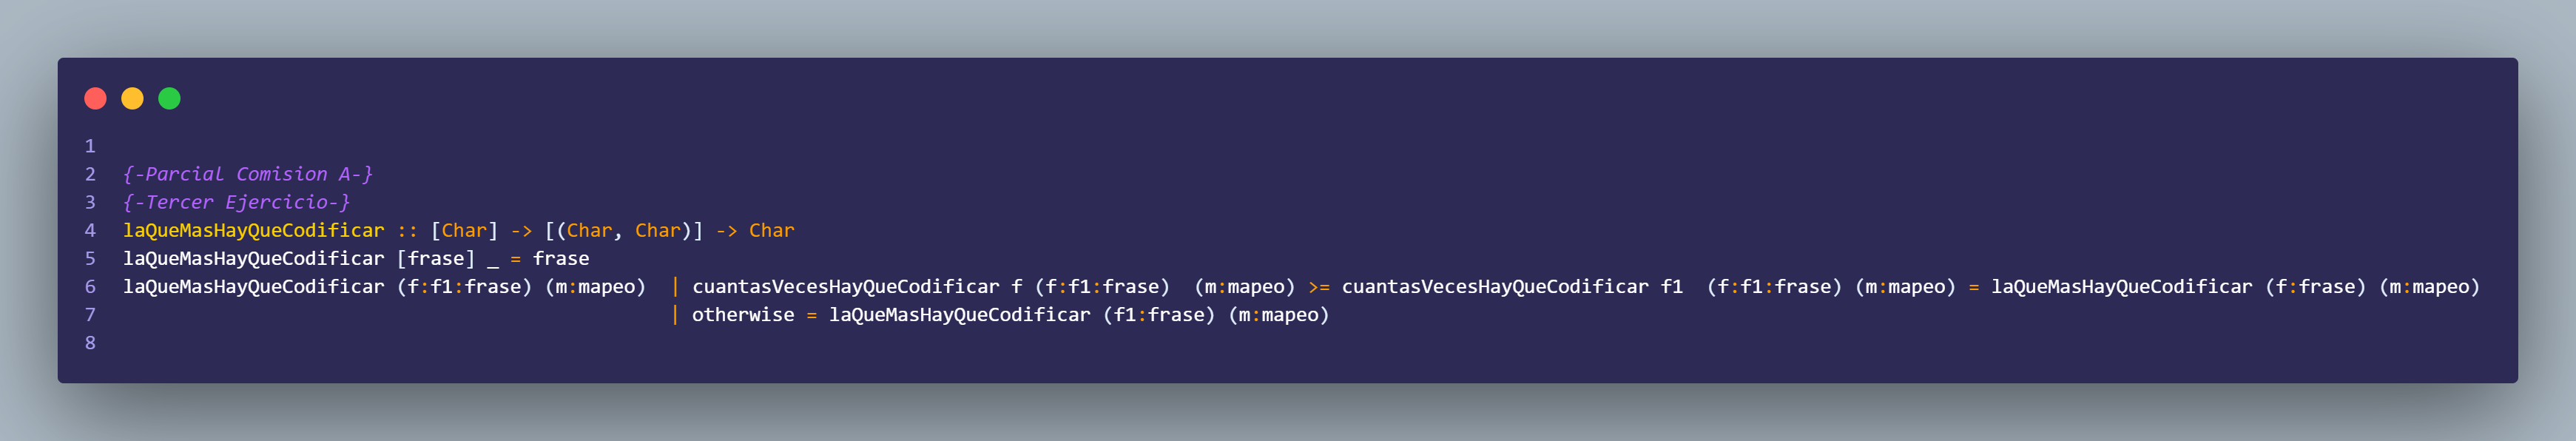 1
2 {-Parcial Comision A-}
3 {-Tercer Ejercicio-}
4 laQueMasHayQueCodificar :: [Char] -> [(Char, Char)] -> Char
5 laQueMasHayQueCodificar [frase] _ = frase
6 laQueMasHayQueCodificar (f:f1:frase) (m:mapeo)  | cuantasVecesHayQueCodificar f (f:f1:frase)  (m:mapeo) >= cuantasVecesHayQueCodificar f1  (f:f1:frase) (m:mapeo) = laQueMasHayQueCodificar (f:frase) (m:mapeo)
7                                                 | otherwise = laQueMasHayQueCodificar (f1:frase) (m:mapeo)
8